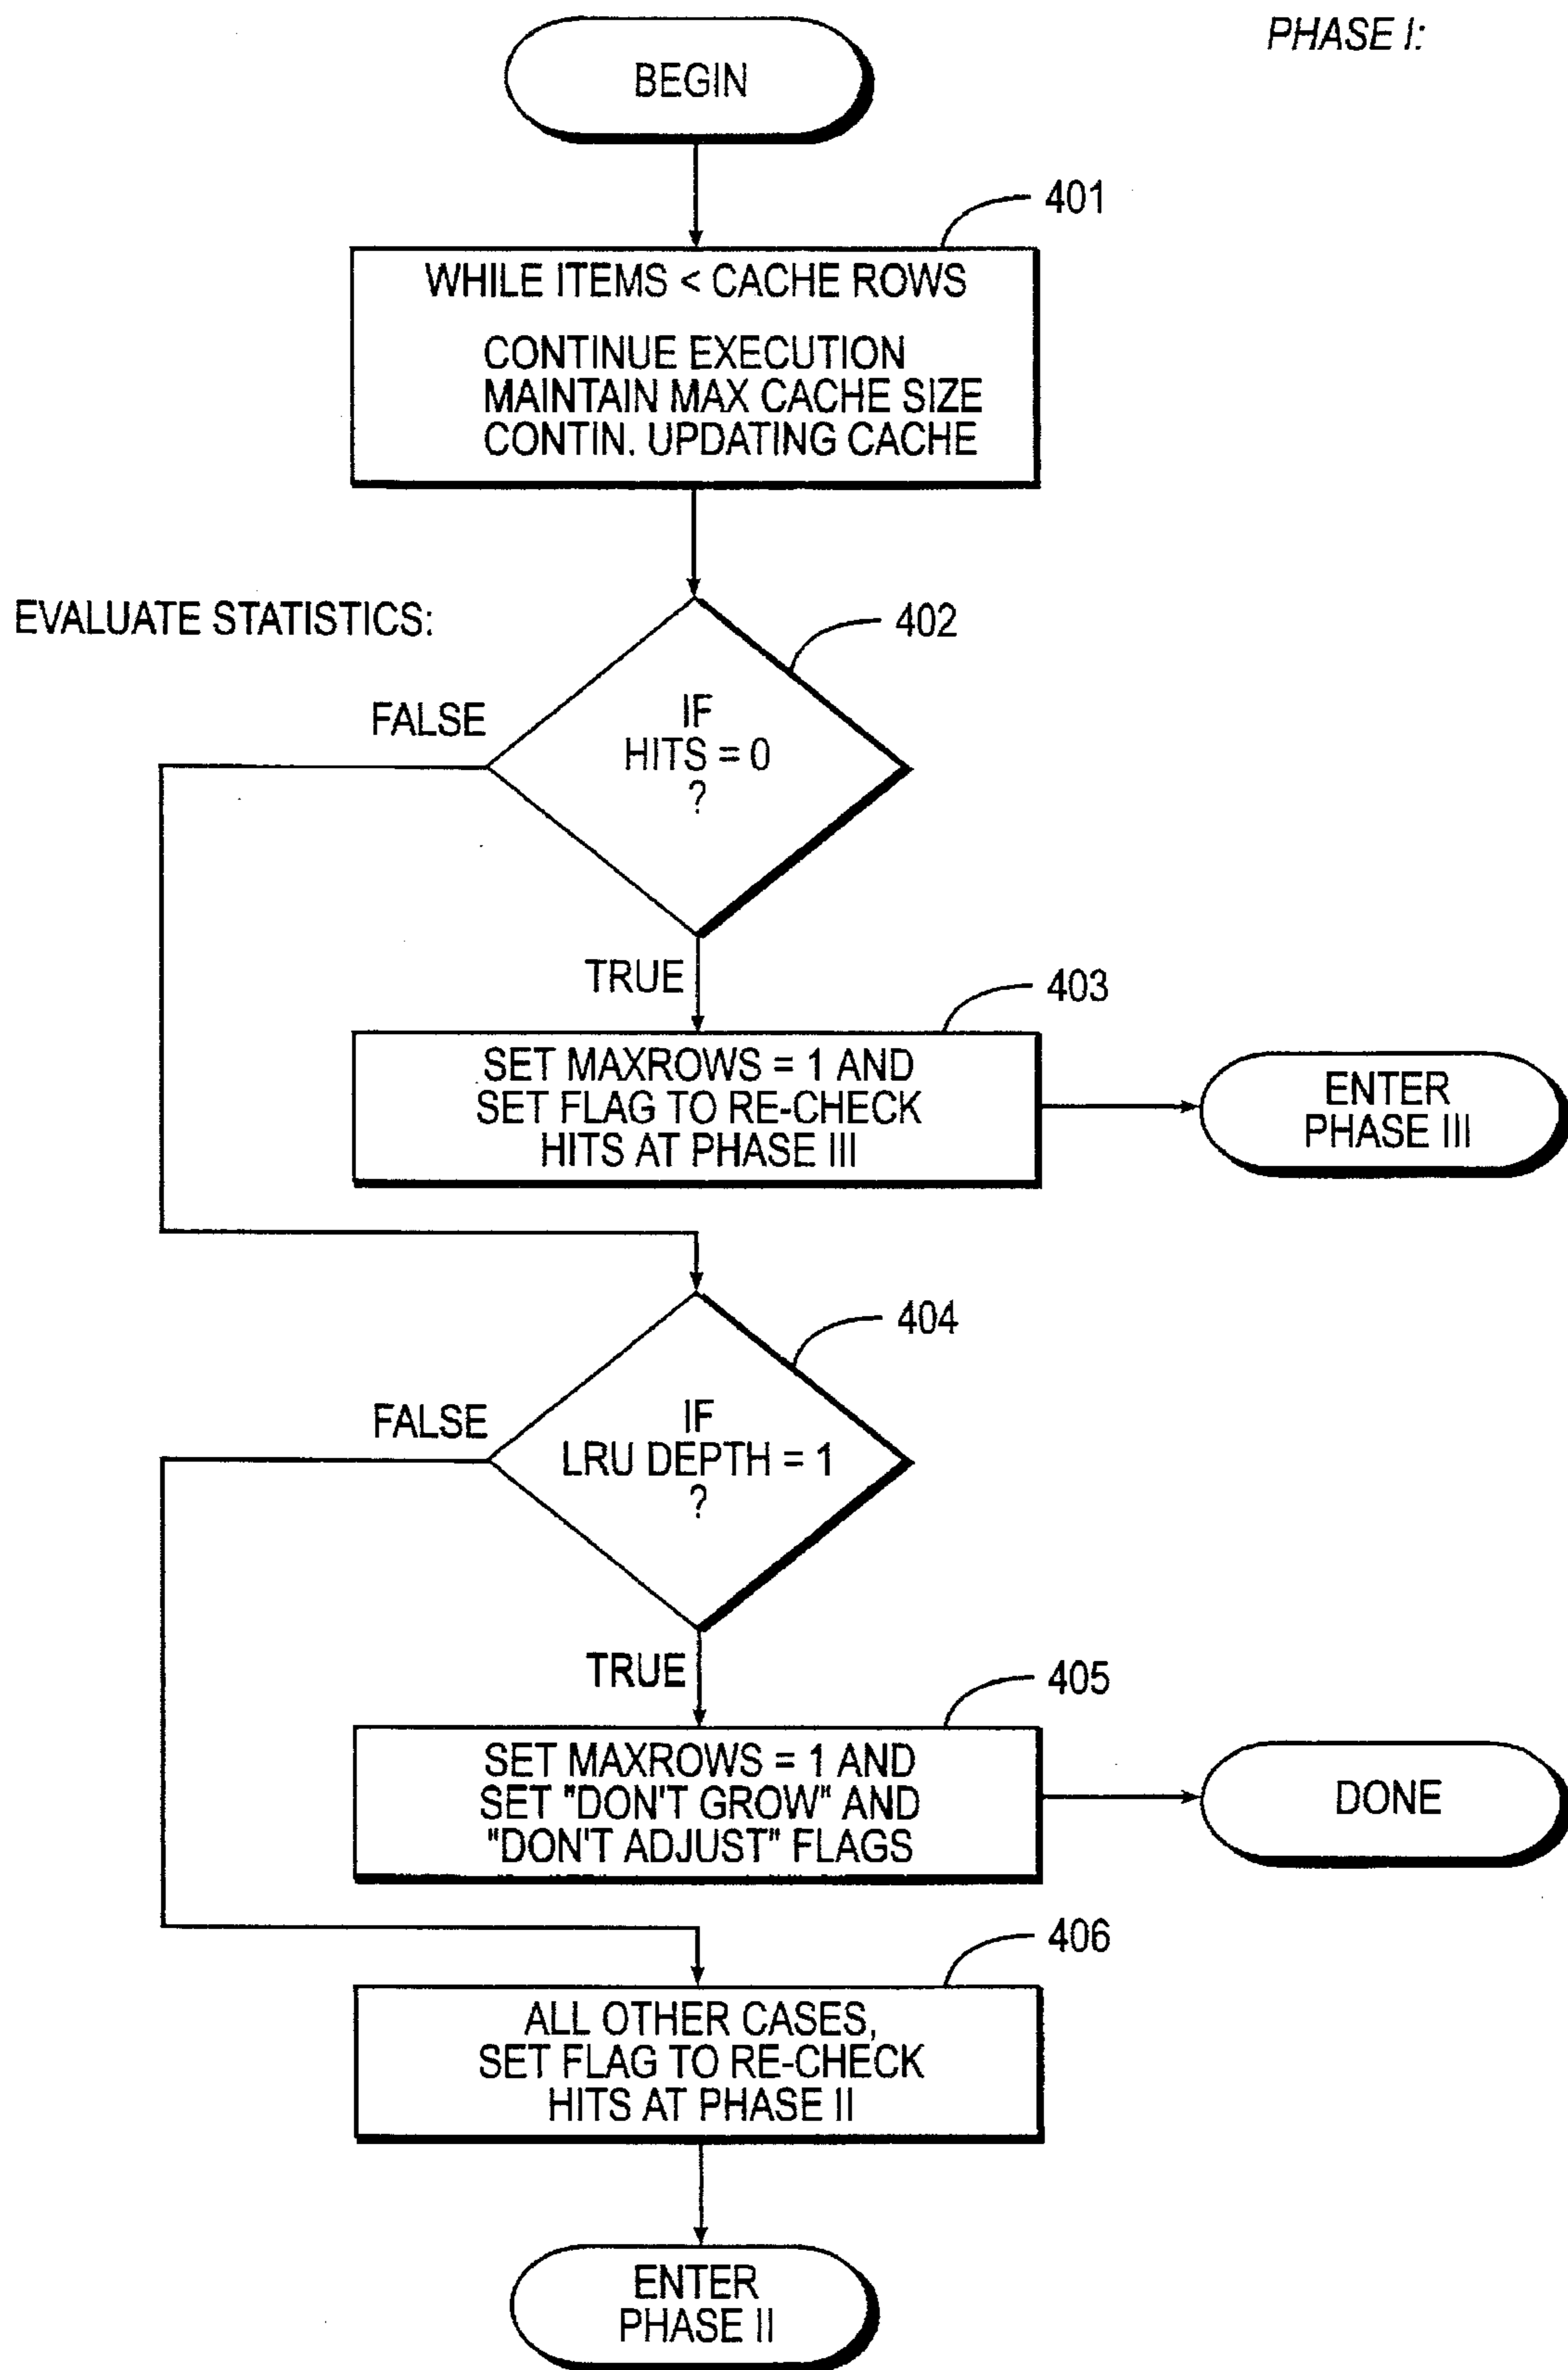 PHASE I:
BEGIN
401
WHILE ITEMS < CACHE ROWS
CONTINUE EXECUTION
MAINTAIN MAX CACHE SIZE
CONTIN. UPDATING CACHE
EVALUATE STATISTICS:
402
FALSE
IF
HITS = 0
?
TRUE
403
SET MAXROWS = 1 AND
SET FLAG TO RE-CHECK
HITS AT PHASE III
ENTER
PHASE III
404
FALSE
IF
LRU DEPTH = 1
?
TRUE
405
SET MAXROWS = 1 AND
SET "DON'T GROW" AND
"DON'T ADJUST" FLAGS
DONE
406
ALL OTHER CASES,
SET FLAG TO RE-CHECK
HITS AT PHASE II
ENTER
PHASE II